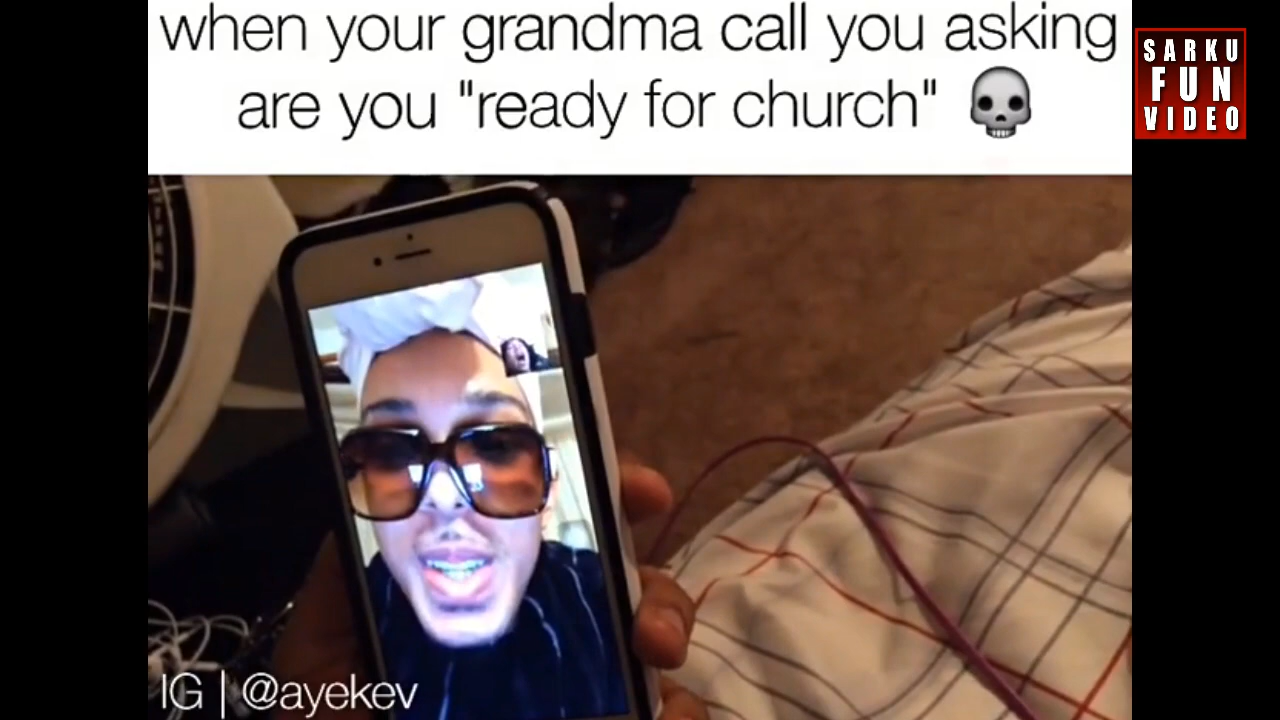 when your grandma call you asking
are you "ready for church" 💀
SARKU
FUN
VIDEO
IG | @ayekev